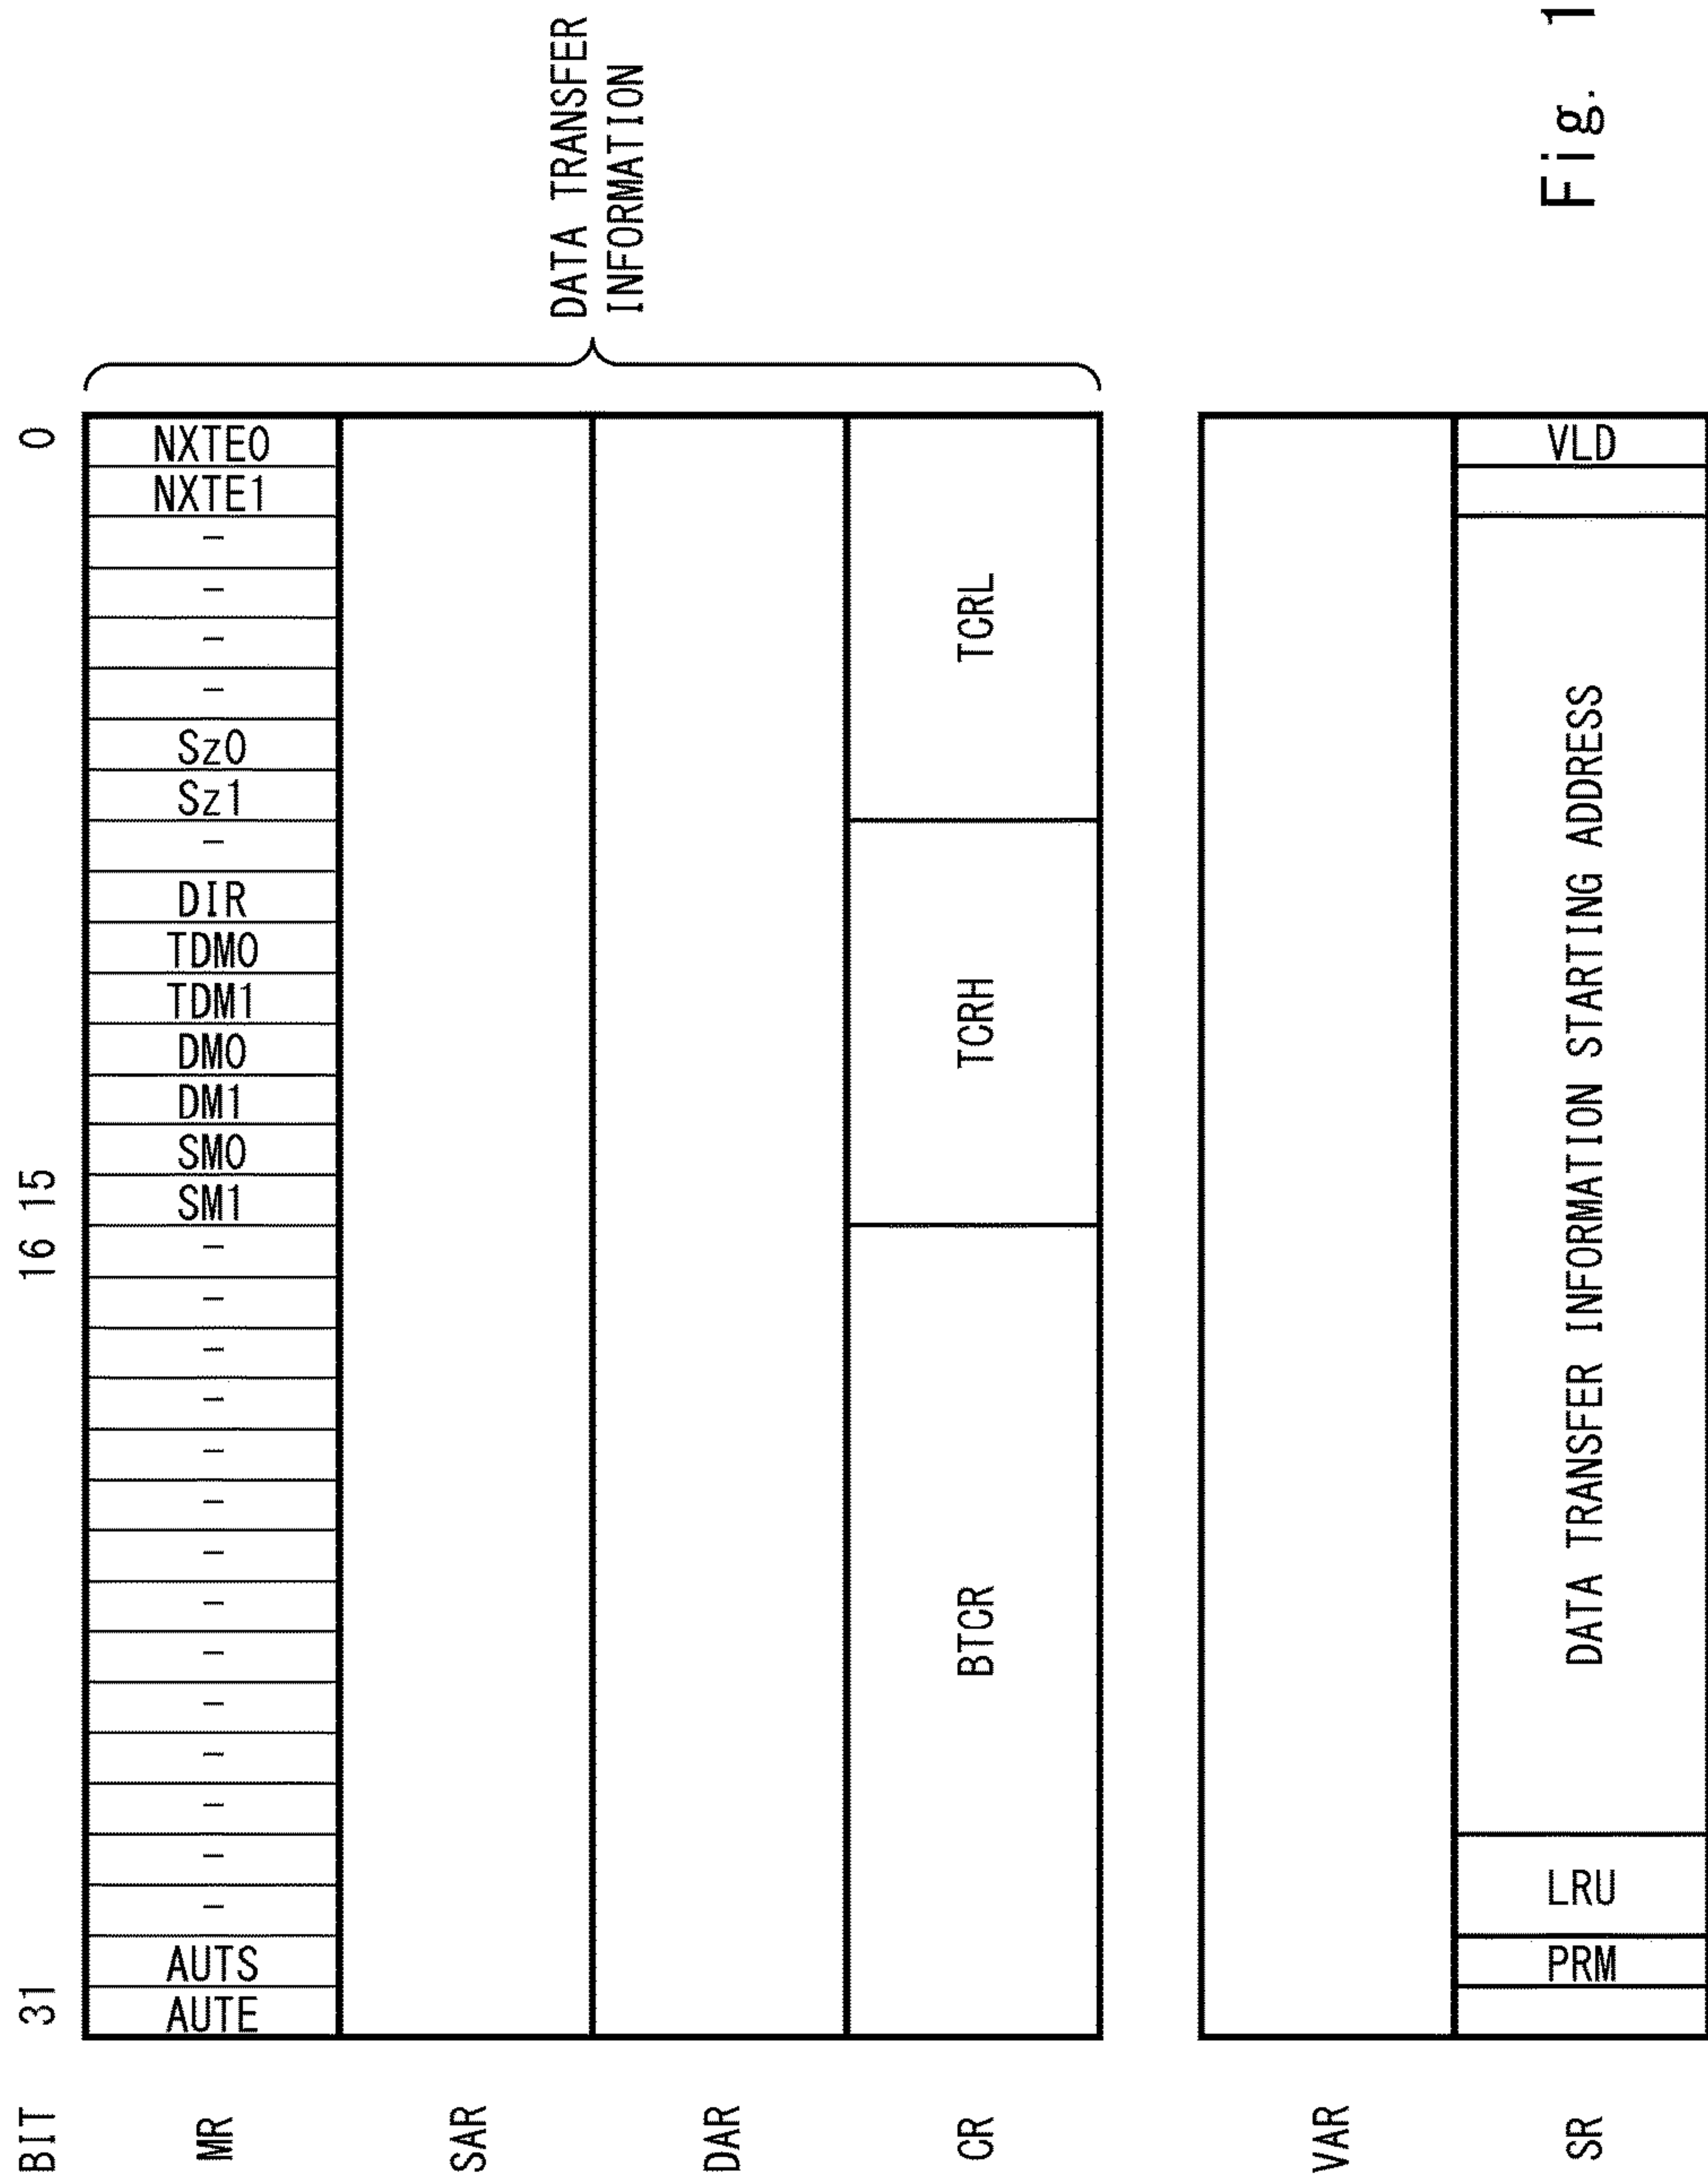 BIT 31 16 15 0
MR AUTE AUTS - - - - - - - - - - - - - - SM1 SM0 DM1 DM0 TDM1 TDM0 DIR - Sz1 Sz0 - - - - NXTE1 NXTE0
SAR
DATA TRANSFER
INFORMATION
DAR
CR BTCR TCRH TCRL
VAR
SR PRM LRU DATA TRANSFER INFORMATION STARTING ADDRESS VLD
Fig. 1